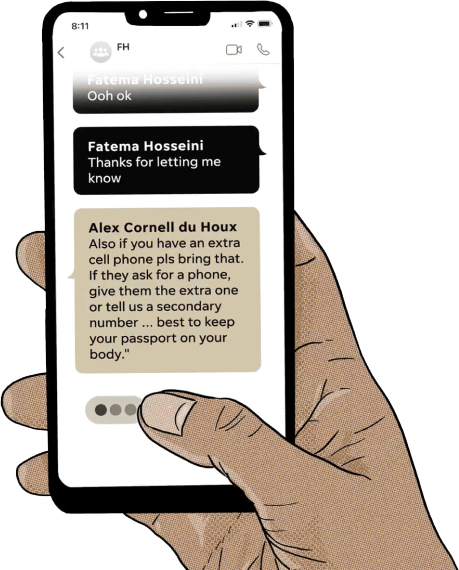 8:11
FH
Fatema Hosseini
Ooh ok
Fatema Hosseini
Thanks for letting me
know
Alex Cornell du Houx
Also if you have an extra
cell phone pls bring that.
If they ask for a phone,
give them the extra one
or tell us a secondary
number ... best to keep
your passport on your
body."